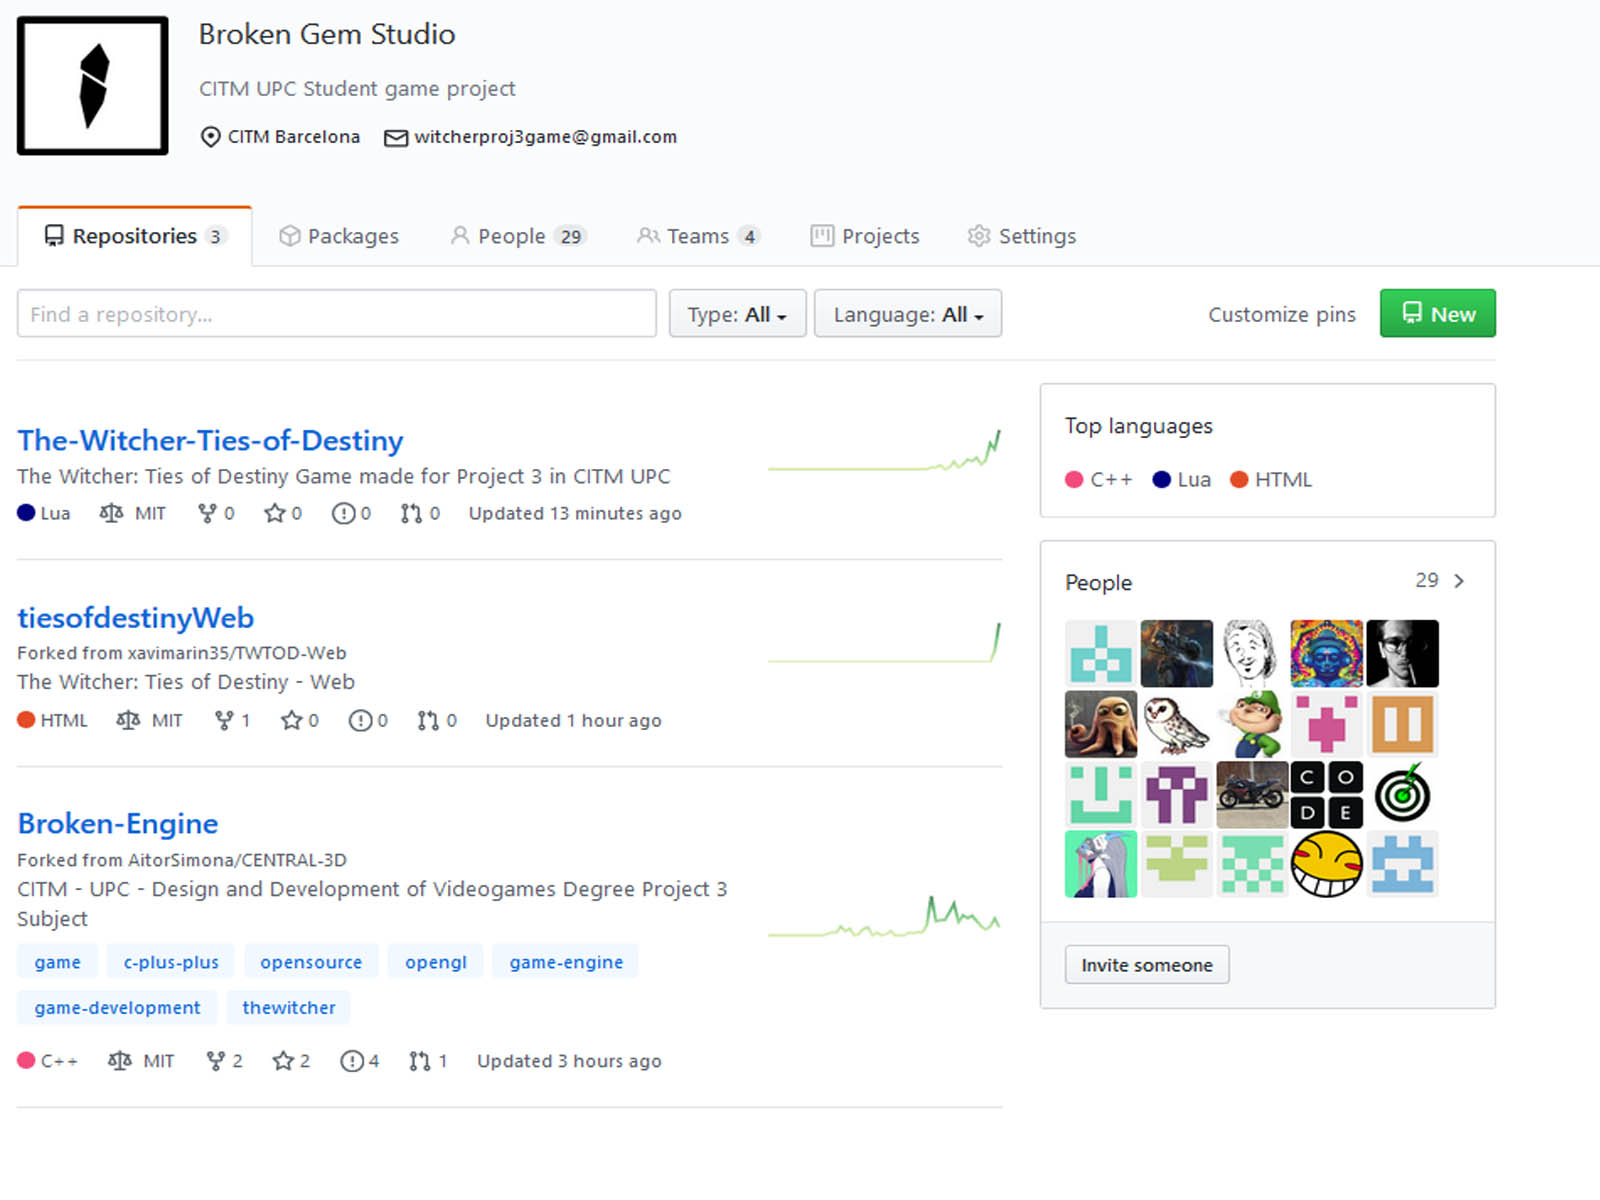 Broken Gem Studio
CITM UPC Student game project
CITM Barcelona witcherproj3game@gmail.com
Repositories 3 Packages People 29 Teams 4 Projects Settings
Find a repository... Type: All Language: All Customize pins New
The-Witcher-Ties-of-Destiny
The Witcher: Ties of Destiny Game made for Project 3 in CITM UPC
Lua MIT 0 0 0 0 Updated 13 minutes ago
tiesofdestinyWeb
Forked from xavimarin35/TWTOD-Web
The Witcher: Ties of Destiny - Web
HTML MIT 1 0 0 0 Updated 1 hour ago
Broken-Engine
Forked from AitorSimona/CENTRAL-3D
CITM - UPC - Design and Development of Videogames Degree Project 3
Subject
game c-plus-plus opensource opengl game-engine
game-development thewitcher
C++ MIT 2 2 4 1 Updated 3 hours ago
Top languages
C++ Lua HTML
People 29
C O
D E
Invite someone